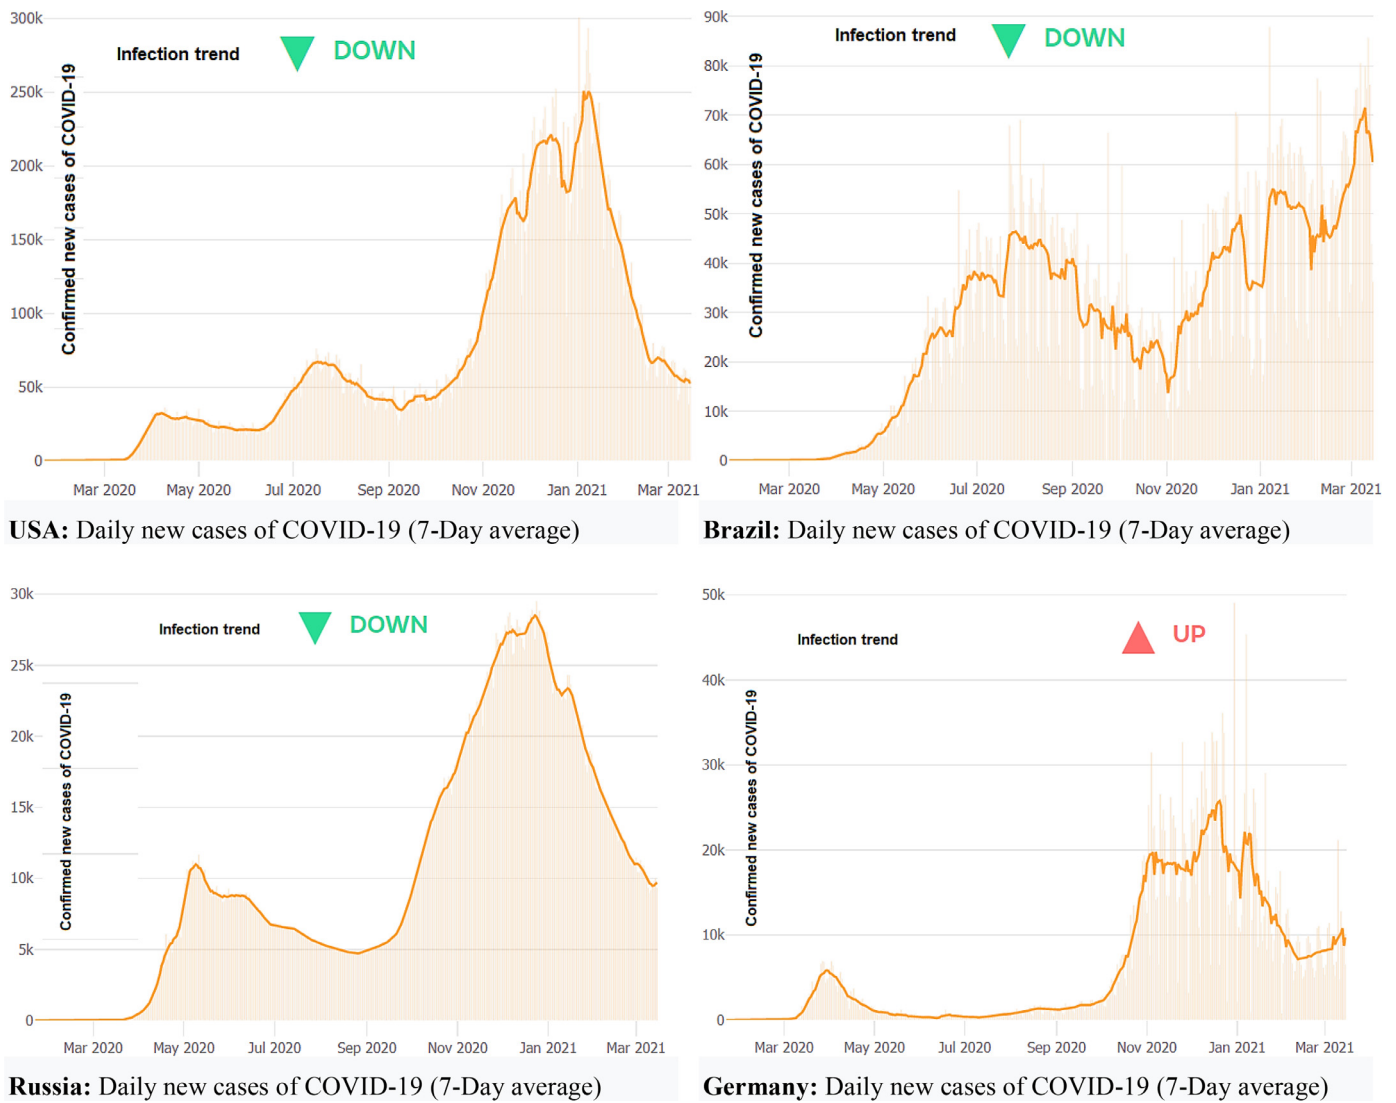 300k
Infection trend DOWN
250k
200k
150k
100k
50k
0
Confirmed new cases of COVID-19
Mar 2020 May 2020 Jul 2020 Sep 2020 Nov 2020 Jan 2021 Mar 2021
USA: Daily new cases of COVID-19 (7-Day average)
90k
Infection trend DOWN
80k
70k
60k
50k
40k
30k
20k
10k
0
Confirmed new cases of COVID-19
Mar 2020 May 2020 Jul 2020 Sep 2020 Nov 2020 Jan 2021 Mar 2021
Brazil: Daily new cases of COVID-19 (7-Day average)
30k
Infection trend DOWN
25k
20k
15k
10k
5k
0
Confirmed new cases of COVID-19
Mar 2020 May 2020 Jul 2020 Sep 2020 Nov 2020 Jan 2021 Mar 2021
Russia: Daily new cases of COVID-19 (7-Day average)
50k
Infection trend UP
40k
30k
20k
10k
0
Confirmed new cases of COVID-19
Mar 2020 May 2020 Jul 2020 Sep 2020 Nov 2020 Jan 2021 Mar 2021
Germany: Daily new cases of COVID-19 (7-Day average)